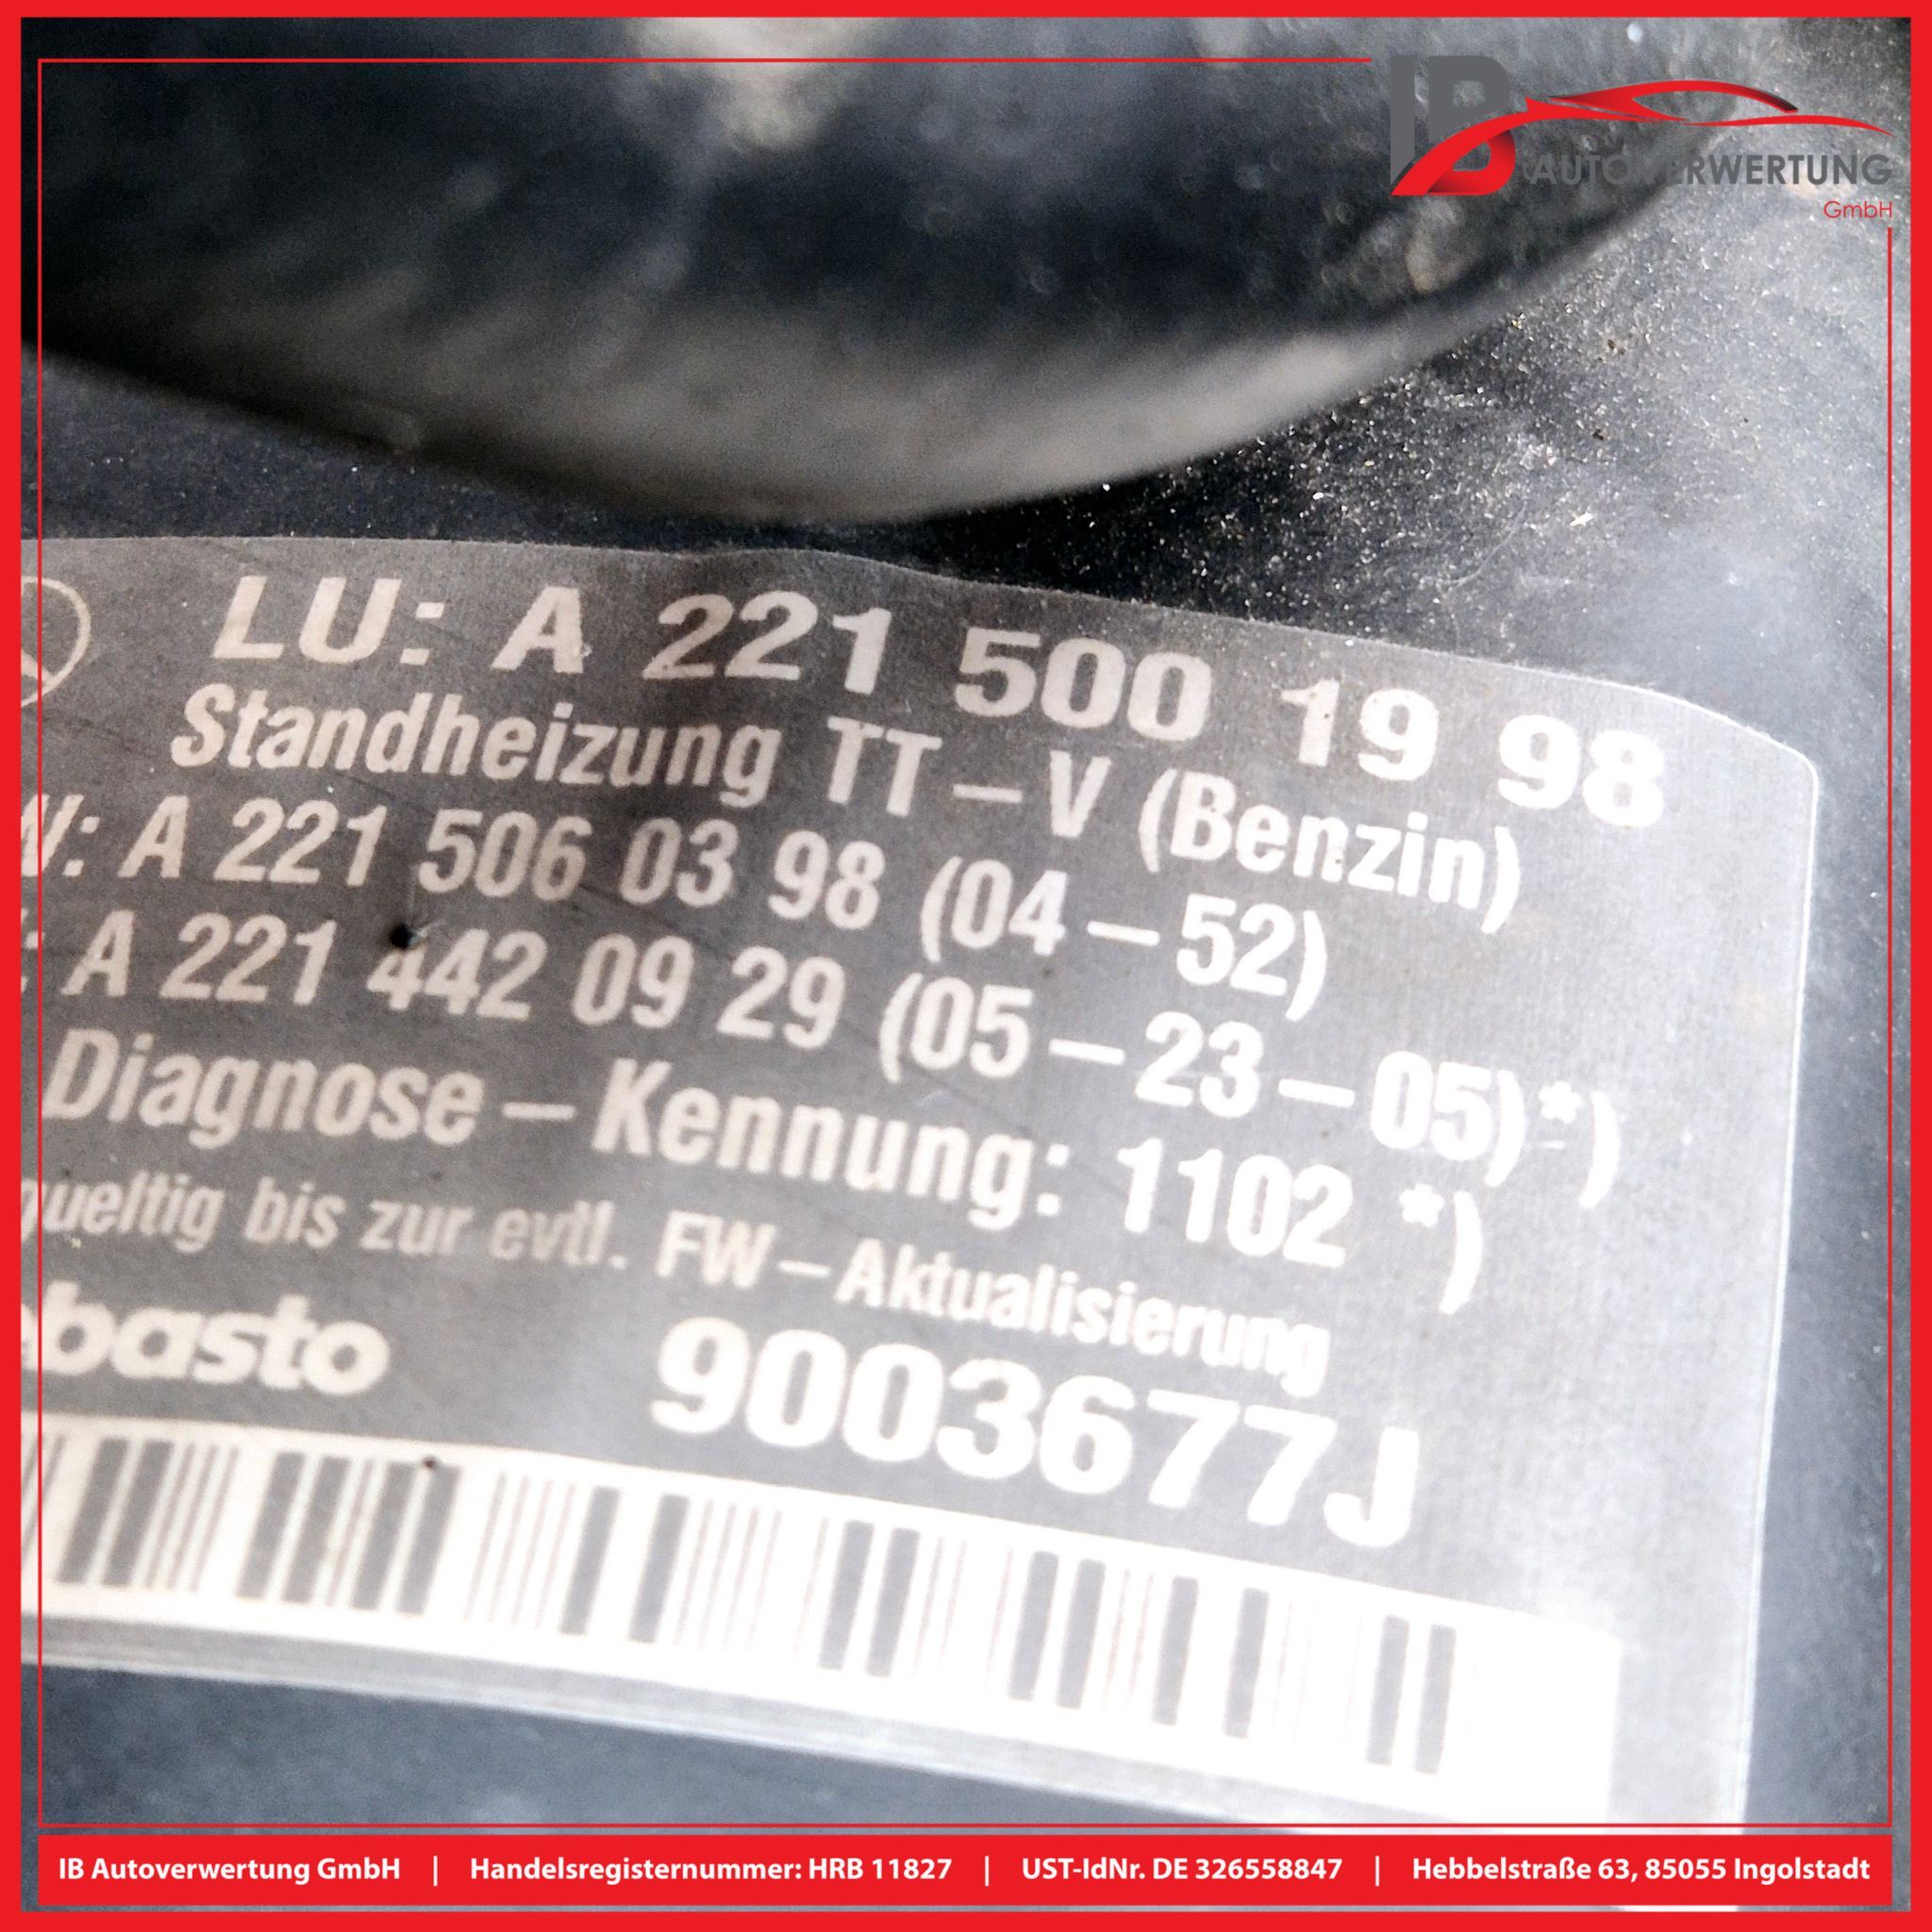 IB
AUTOVERWERTUNG
GmbH
LU: A 221 500 19 98
Standheizung TT – V (Benzin)
: A 221 506 03 98 (04 – 52)
: A 221 442 09 29 (05 – 23 – 05)*)
Diagnose – Kennung: 1102 *)
bis zur evtl. FW – Aktualisierung
basto 9003677J
IB Autoverwertung GmbH | Handelsregisternummer: HRB 11827 | UST-IdNr. DE 326558847 | Hebbelstraße 63, 85055 Ingolstadt